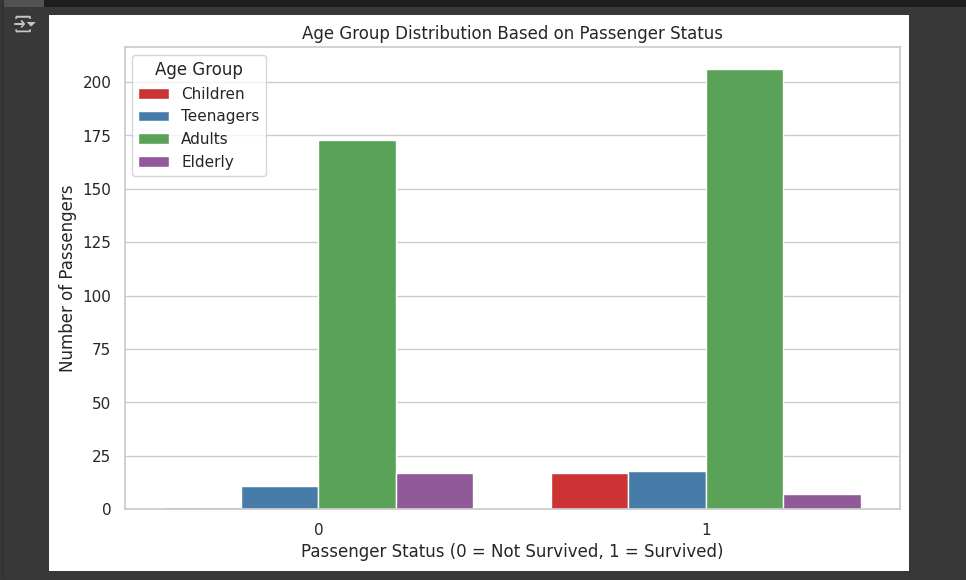 Age Group Distribution Based on Passenger Status
Age Group
Children
Teenagers
Adults
Elderly
Number of Passengers
200
175
150
125
100
75
50
25
0
0 1
Passenger Status (0 = Not Survived, 1 = Survived)